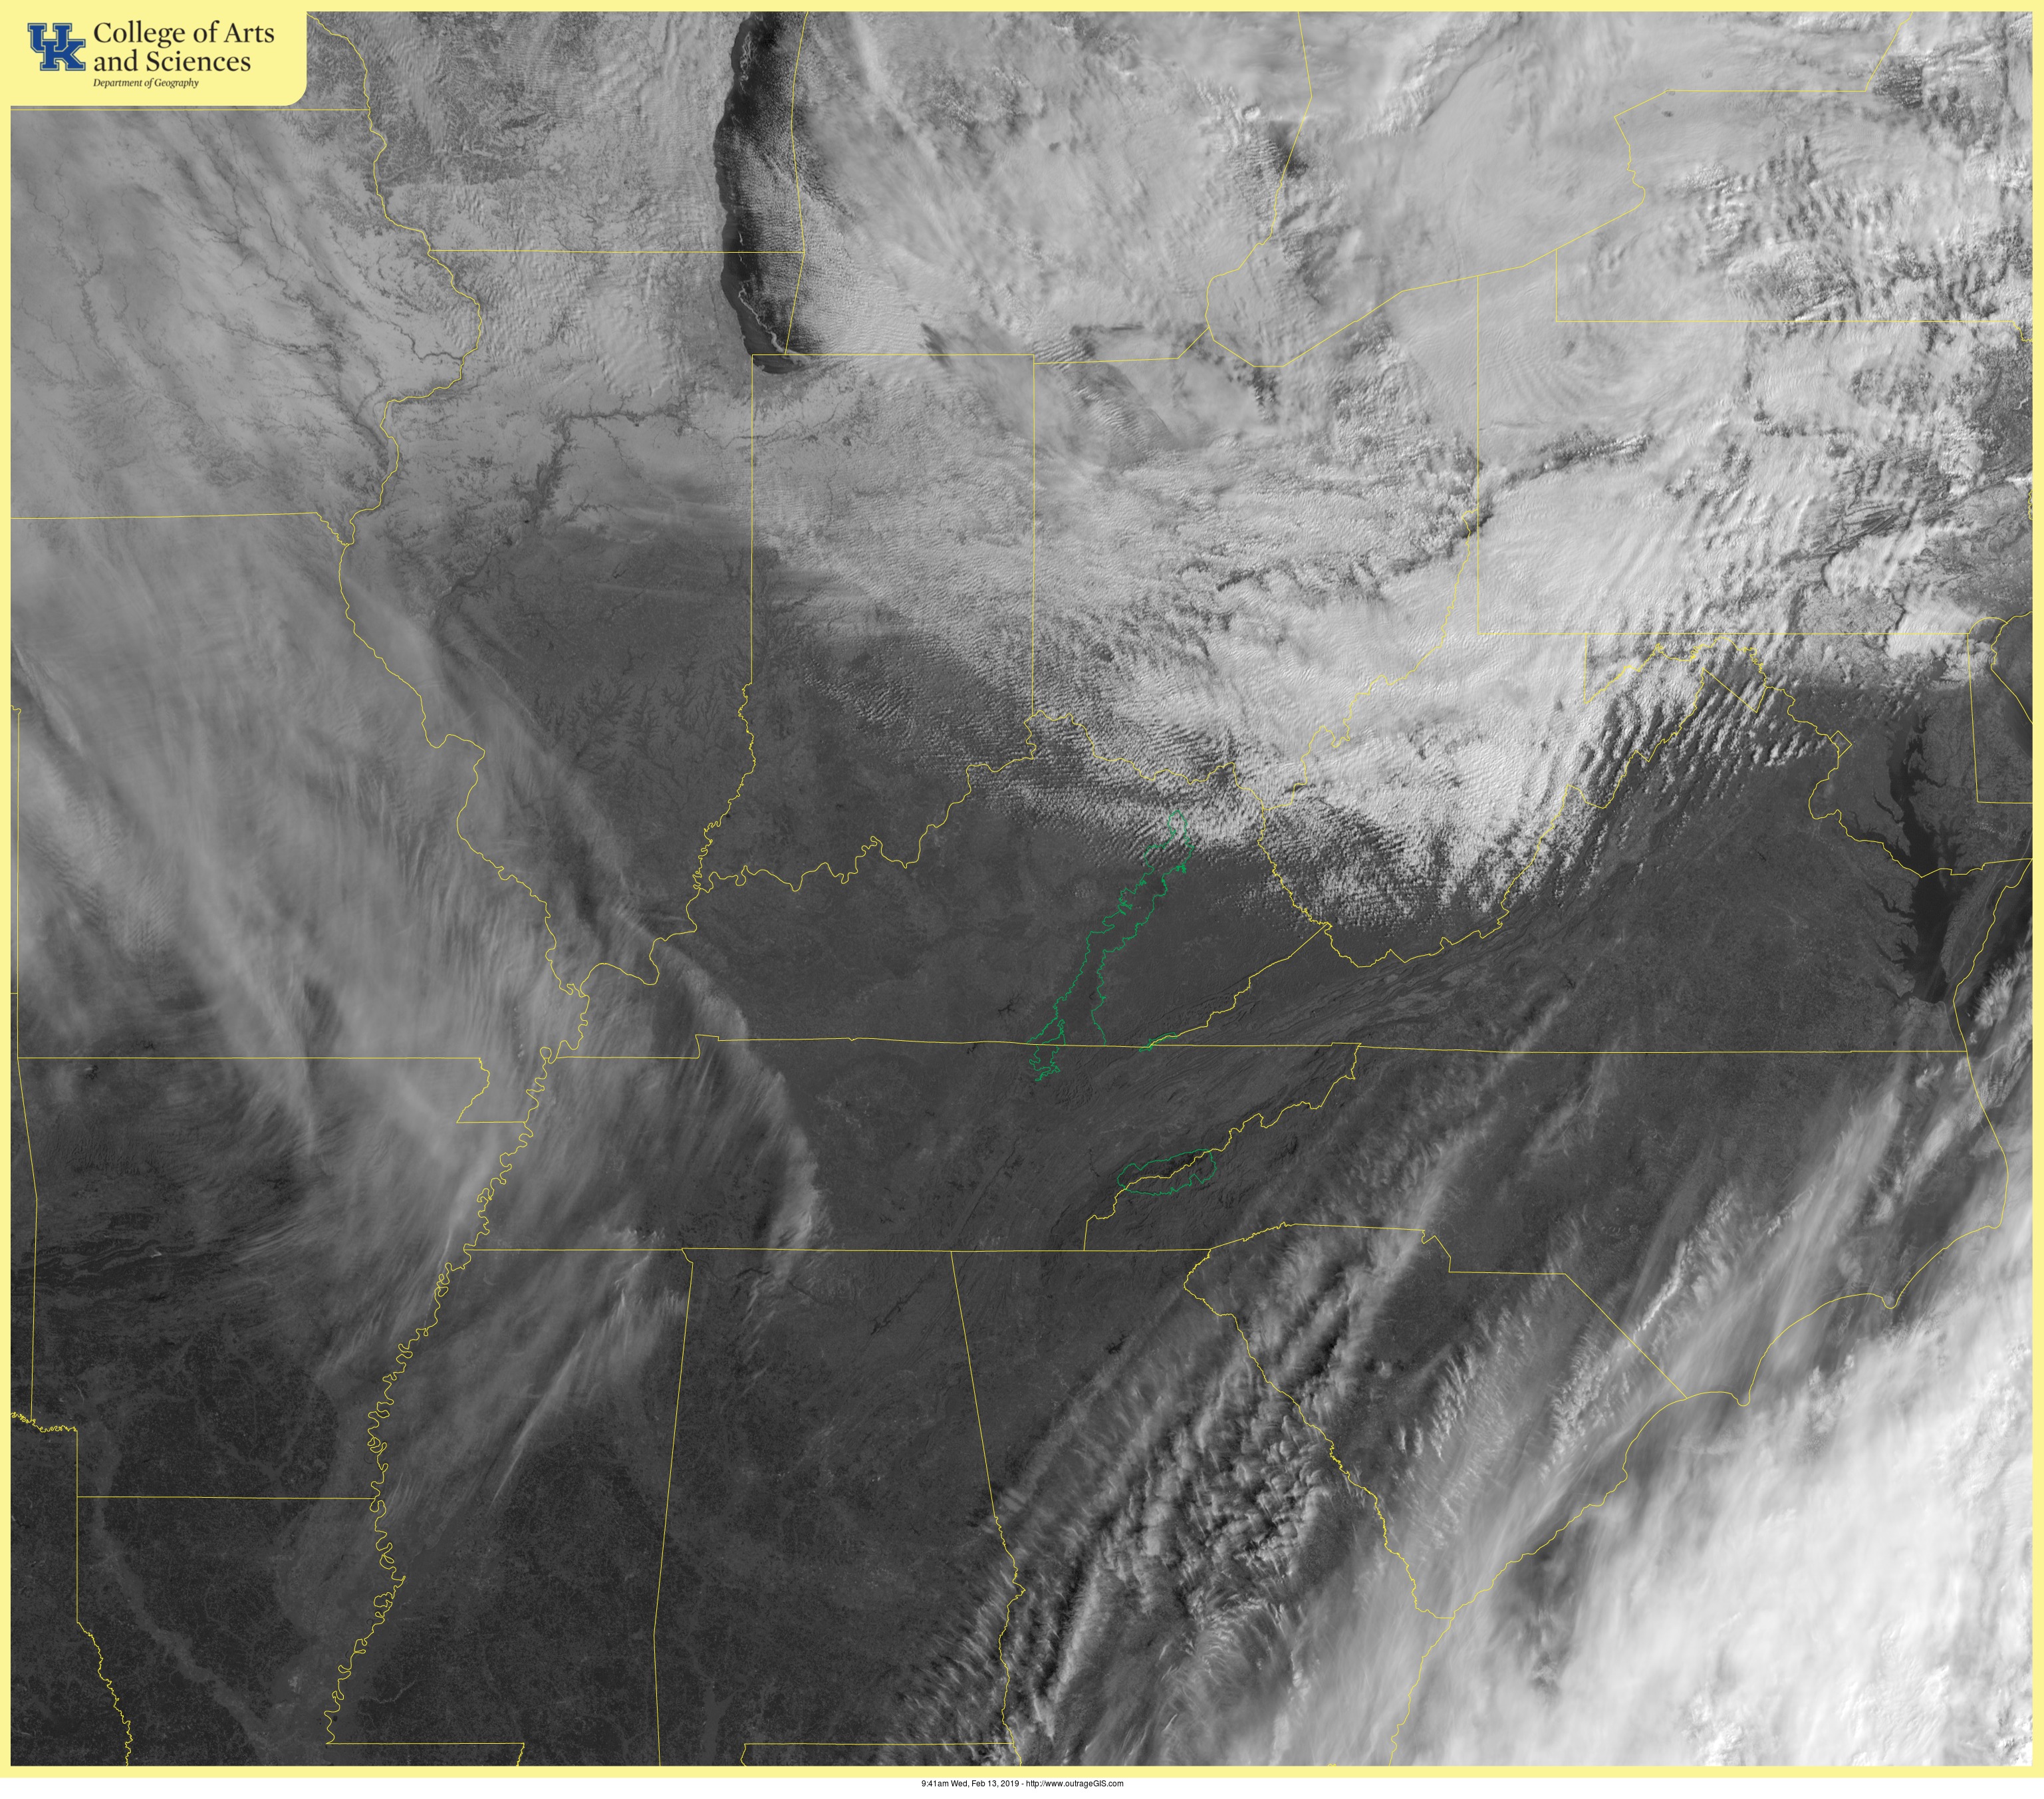 UK
College of Arts
and Sciences
Department of Geography
9:41am Wed, Feb 13, 2019 - http://www.outrageGIS.com